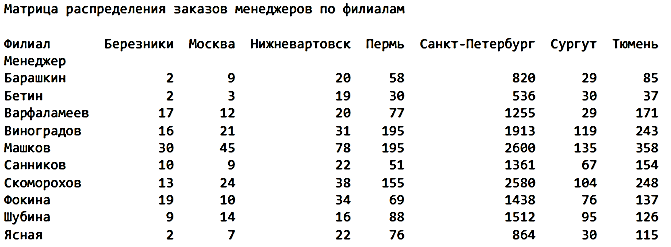 Матрица распределения заказов менеджеров по филиалам
Филиал Березники Москва Нижневартовск Пермь Санкт-Петербург Сургут Тюмень
Менеджер
Барашкин 2 9 20 58 820 29 85
Бетин 2 3 19 30 536 30 37
Варфаламеев 17 12 20 77 1255 29 171
Виноградов 16 21 31 195 1913 119 243
Машков 30 45 78 195 2600 135 358
Санников 10 9 22 51 1361 67 154
Скоморохов 13 24 38 155 2580 104 248
Фокина 19 10 34 69 1438 76 137
Шубина 9 14 16 88 1512 95 126
Ясная 2 7 22 76 864 30 115